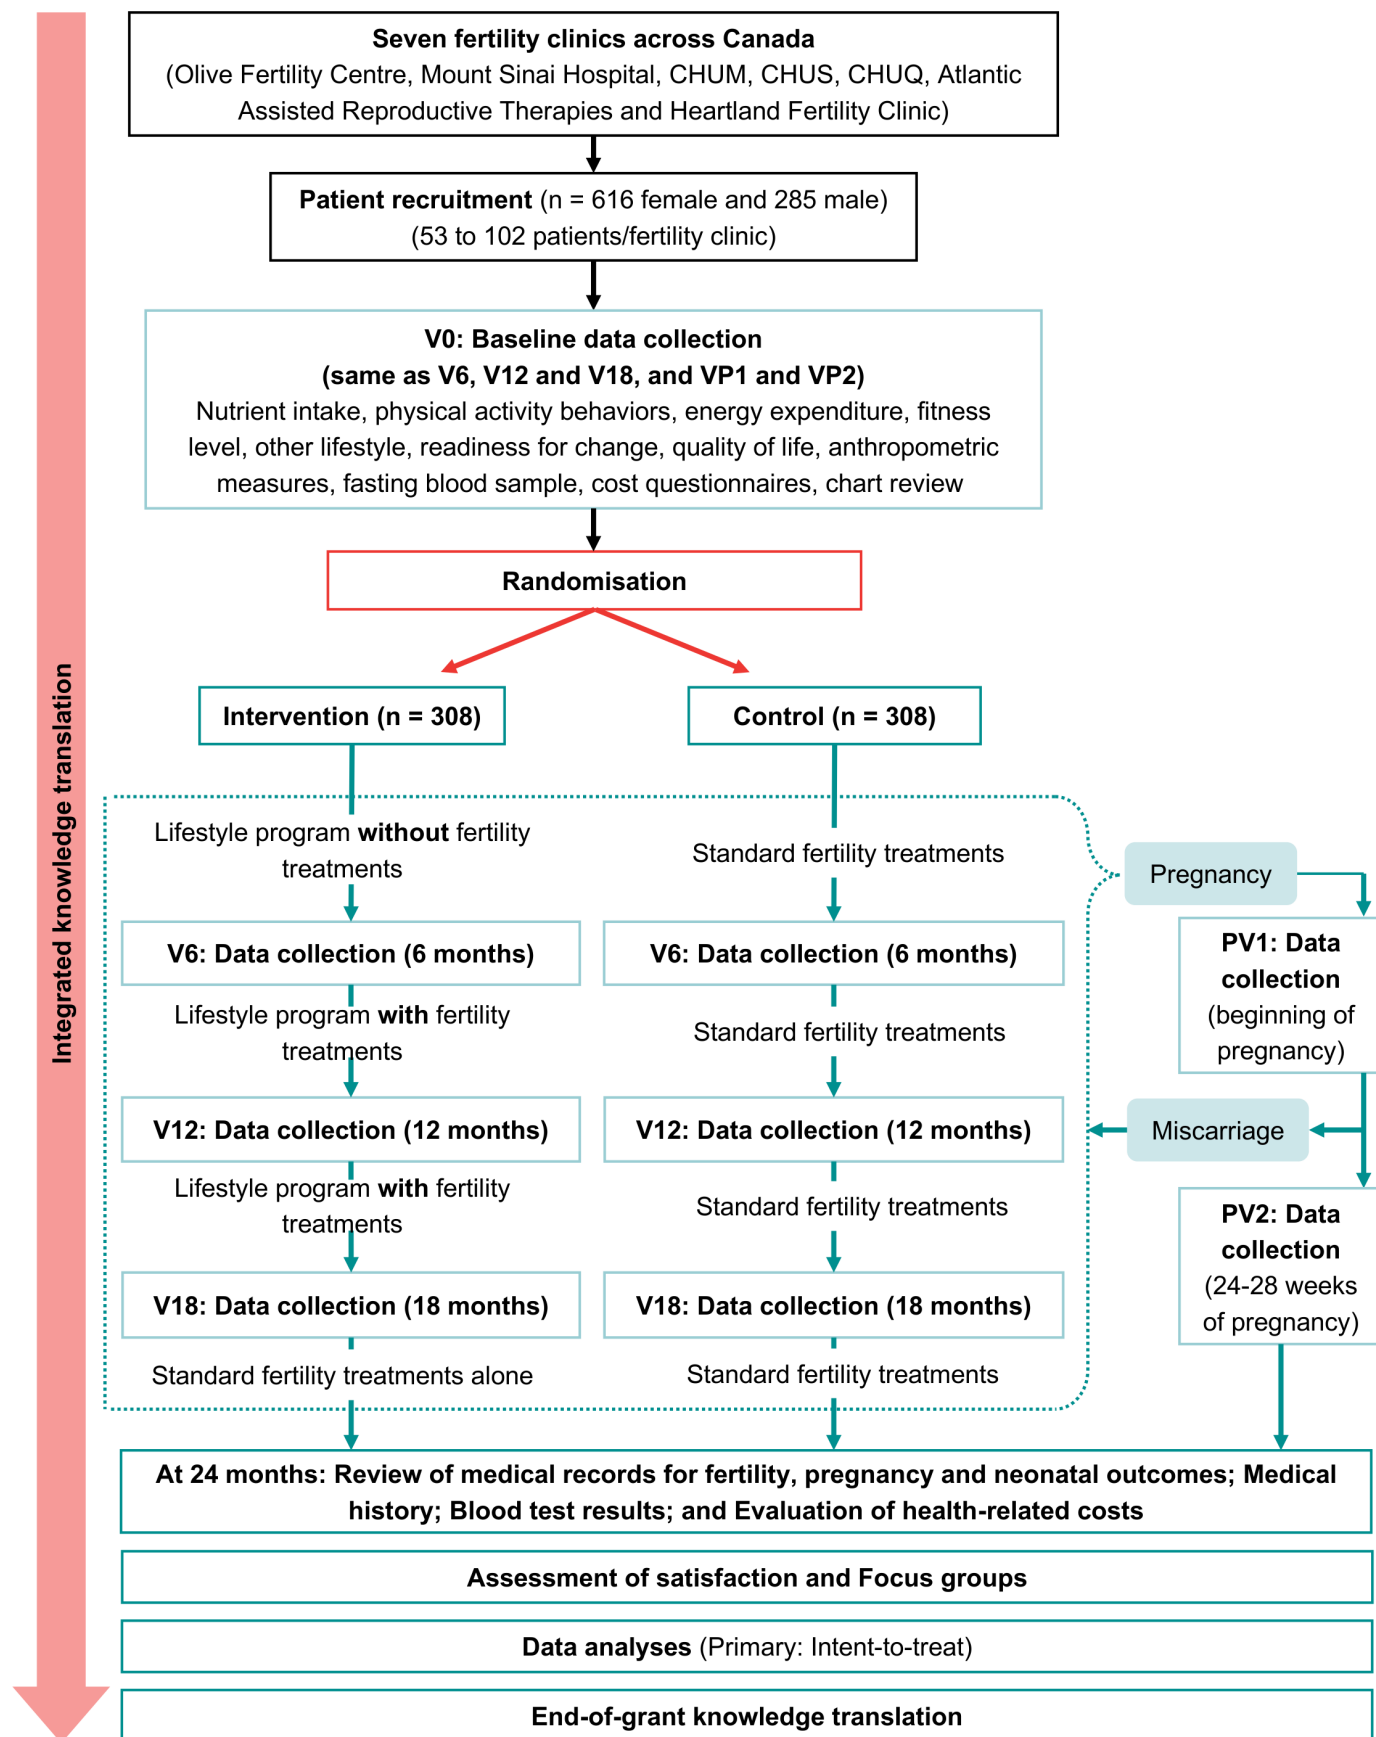 Seven fertility clinics across Canada
(Olive Fertility Centre, Mount Sinai Hospital, CHUM, CHUS, CHUQ, Atlantic
Assisted Reproductive Therapies and Heartland Fertility Clinic)
Patient recruitment (n = 616 female and 285 male)
(53 to 102 patients/fertility clinic)
V0: Baseline data collection
(same as V6, V12 and V18, and VP1 and VP2)
Nutrient intake, physical activity behaviors, energy expenditure, fitness
level, other lifestyle, readiness for change, quality of life, anthropometric
measures, fasting blood sample, cost questionnaires, chart review
Randomisation
Integrated knowledge translation
Intervention (n = 308)
Control (n = 308)
Lifestyle program without fertility
treatments
Standard fertility treatments
Pregnancy
V6: Data collection (6 months)
V6: Data collection (6 months)
PV1: Data
collection
(beginning of
pregnancy)
Lifestyle program with fertility
treatments
Standard fertility treatments
V12: Data collection (12 months)
V12: Data collection (12 months)
Miscarriage
Lifestyle program with fertility
treatments
Standard fertility treatments
PV2: Data
collection
(24-28 weeks
of pregnancy)
V18: Data collection (18 months)
V18: Data collection (18 months)
Standard fertility treatments alone
Standard fertility treatments
At 24 months: Review of medical records for fertility, pregnancy and neonatal outcomes; Medical
history; Blood test results; and Evaluation of health-related costs
Assessment of satisfaction and Focus groups
Data analyses (Primary: Intent-to-treat)
End-of-grant knowledge translation